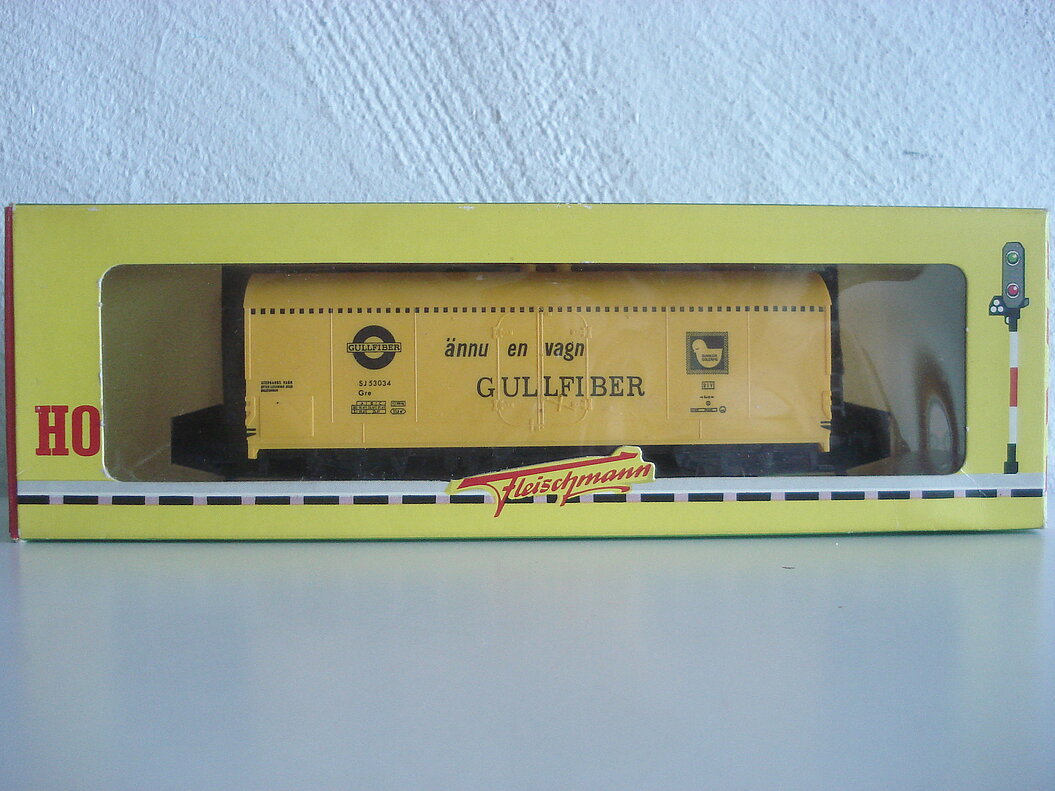 HO
GULLFIBER
SJ 53034
Gre
ännu en vagn
GULLFIBER
Fleischmann